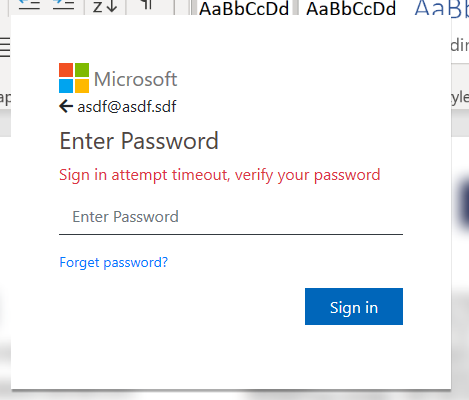 AaBbCcDd AaBbCcDd AaBbCcDd
Microsoft
asdf@asdf.sdf
Enter Password
Sign in attempt timeout, verify your password
Enter Password
Forget password?
Sign in